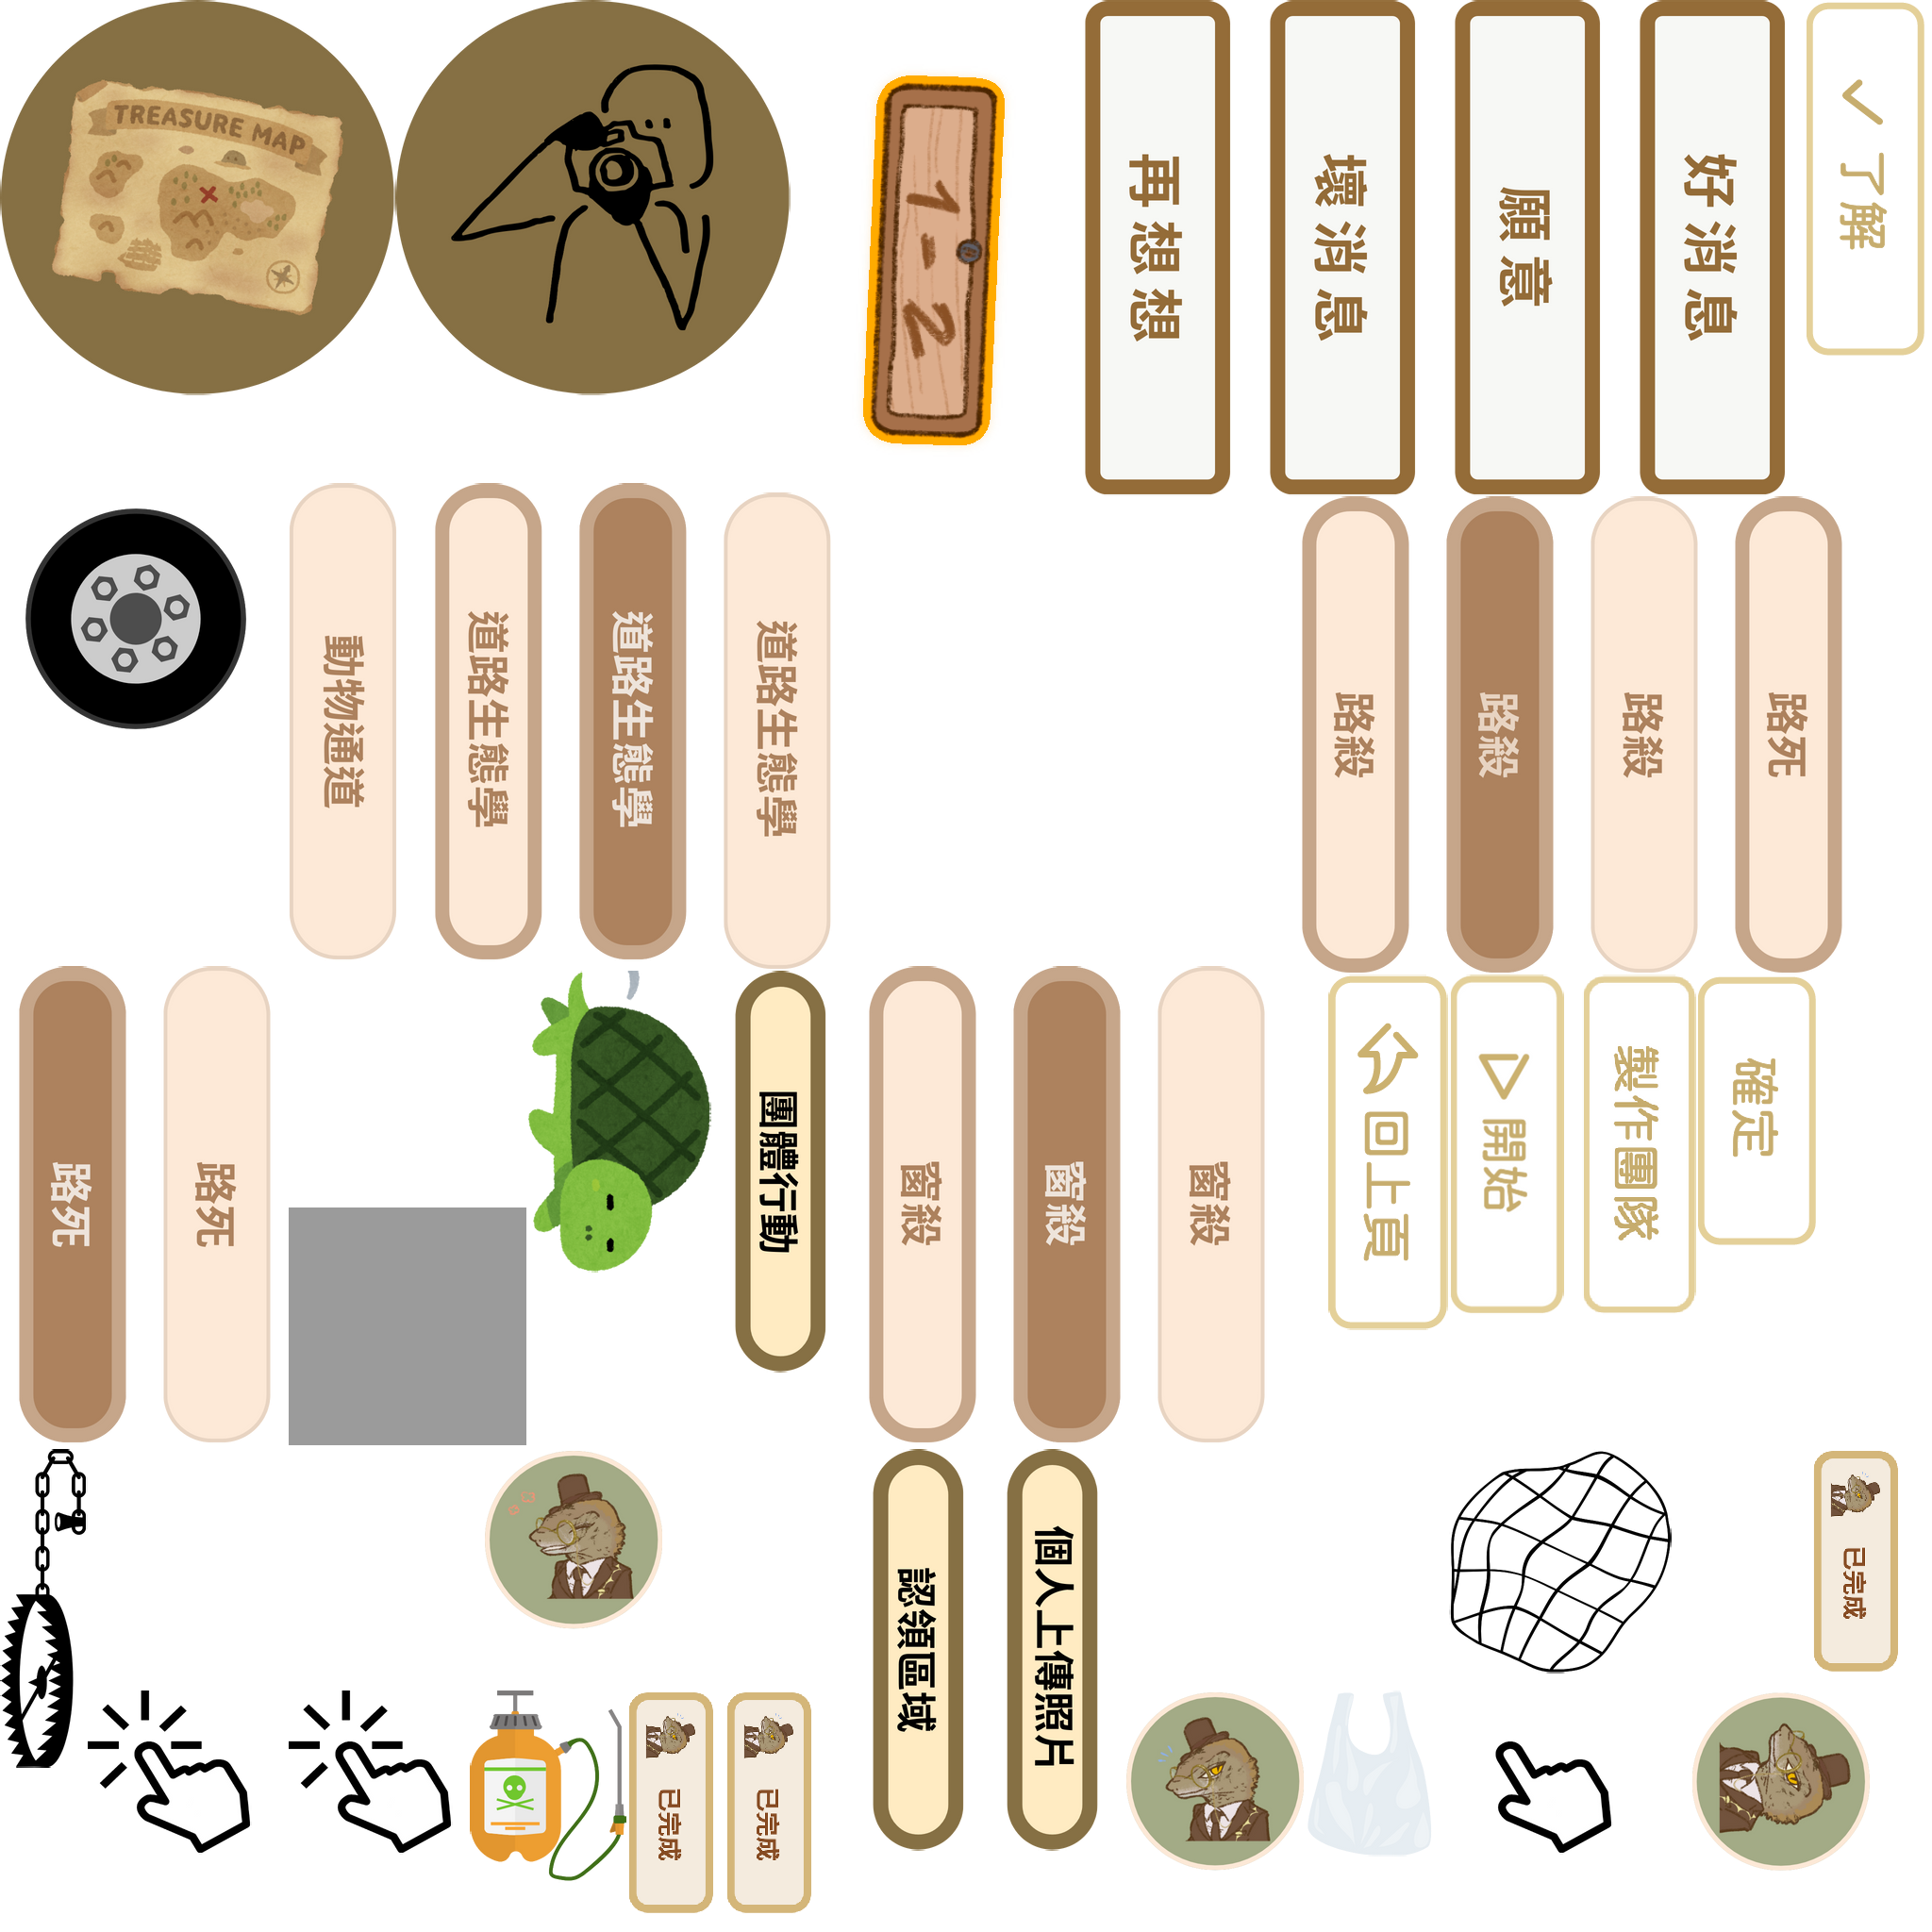 TREASURE MAP
1-2
再想想
壞消息
願意
好消息
了解
動物通道
道路生態學
道路生態學
道路生態學
路殺
路殺
路殺
路死
路死
路死
團體行動
窗殺
窗殺
窗殺
回上頁
開始
製作團隊
確定
認領區域
個人上傳照片
已完成
已完成
已完成